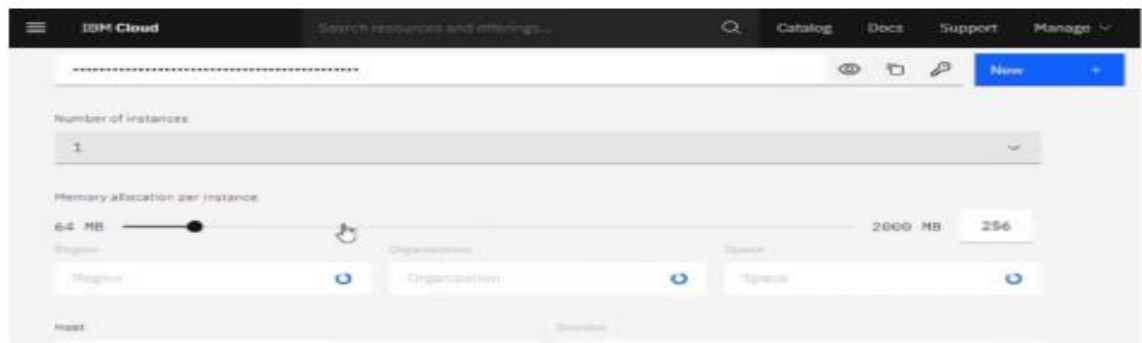 IBM Cloud Search resources and offerings... Catalog Docs Support Manage
New +
Number of instances
1
Memory allocation per instance
64 MB 2000 MB 256
Region Organization Space
Region Organization Space
Host Domain